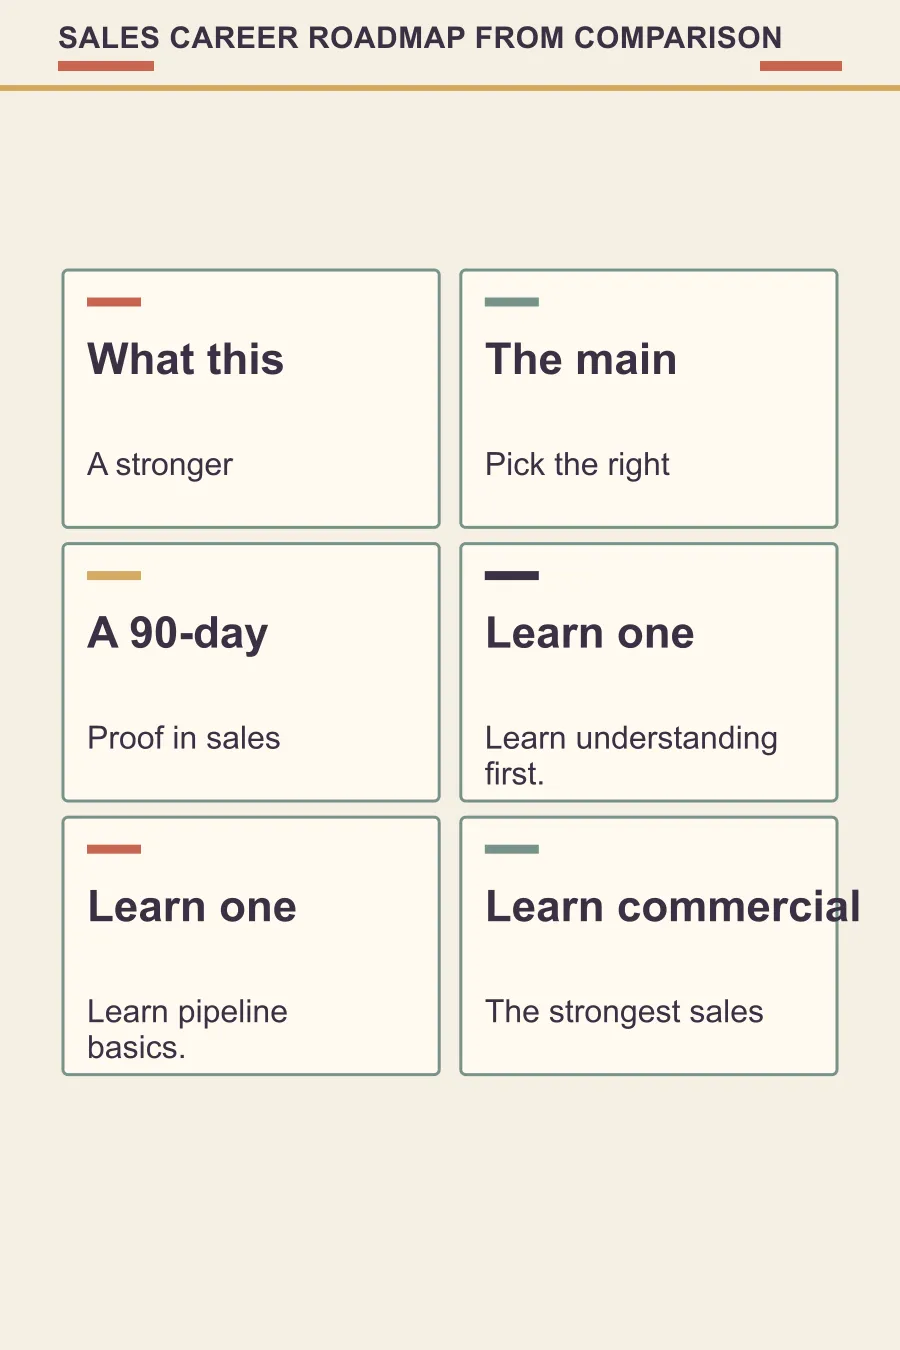 SALES CAREER ROADMAP FROM COMPARISON
What this
A stronger
The main
Pick the right
A 90-day
Proof in sales
Learn one
Learn understanding
first.
Learn one
Learn pipeline
basics.
Learn commercial
The strongest sales